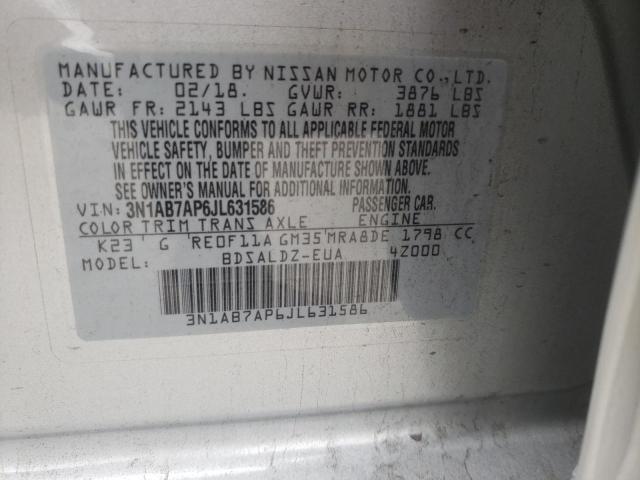 MANUFACTURED BY NISSAN MOTOR CO.,LTD.
DATE: 02/18. GVWR: 3876 LBS
GAWR FR: 2143 LBS GAWR RR: 1881 LBS
THIS VEHICLE CONFORMS TO ALL APPLICABLE FEDERAL MOTOR
VEHICLE SAFETY, BUMPER AND THEFT PREVENTION STANDARDS
IN EFFECT ON THE DATE OF MANUFACTURE SHOWN ABOVE.
SEE OWNER'S MANUAL FOR ADDITIONAL INFORMATION.
VIN: 3N1AB7AP6JL631586 PASSENGER CAR.
COLOR TRIM TRANS AXLE ENGINE
K23 G RE0F11A GM35 MRA8DE 1798 CC
MODEL: BDSALDZ-EUA 4Z000
3N1AB7AP6JL631586